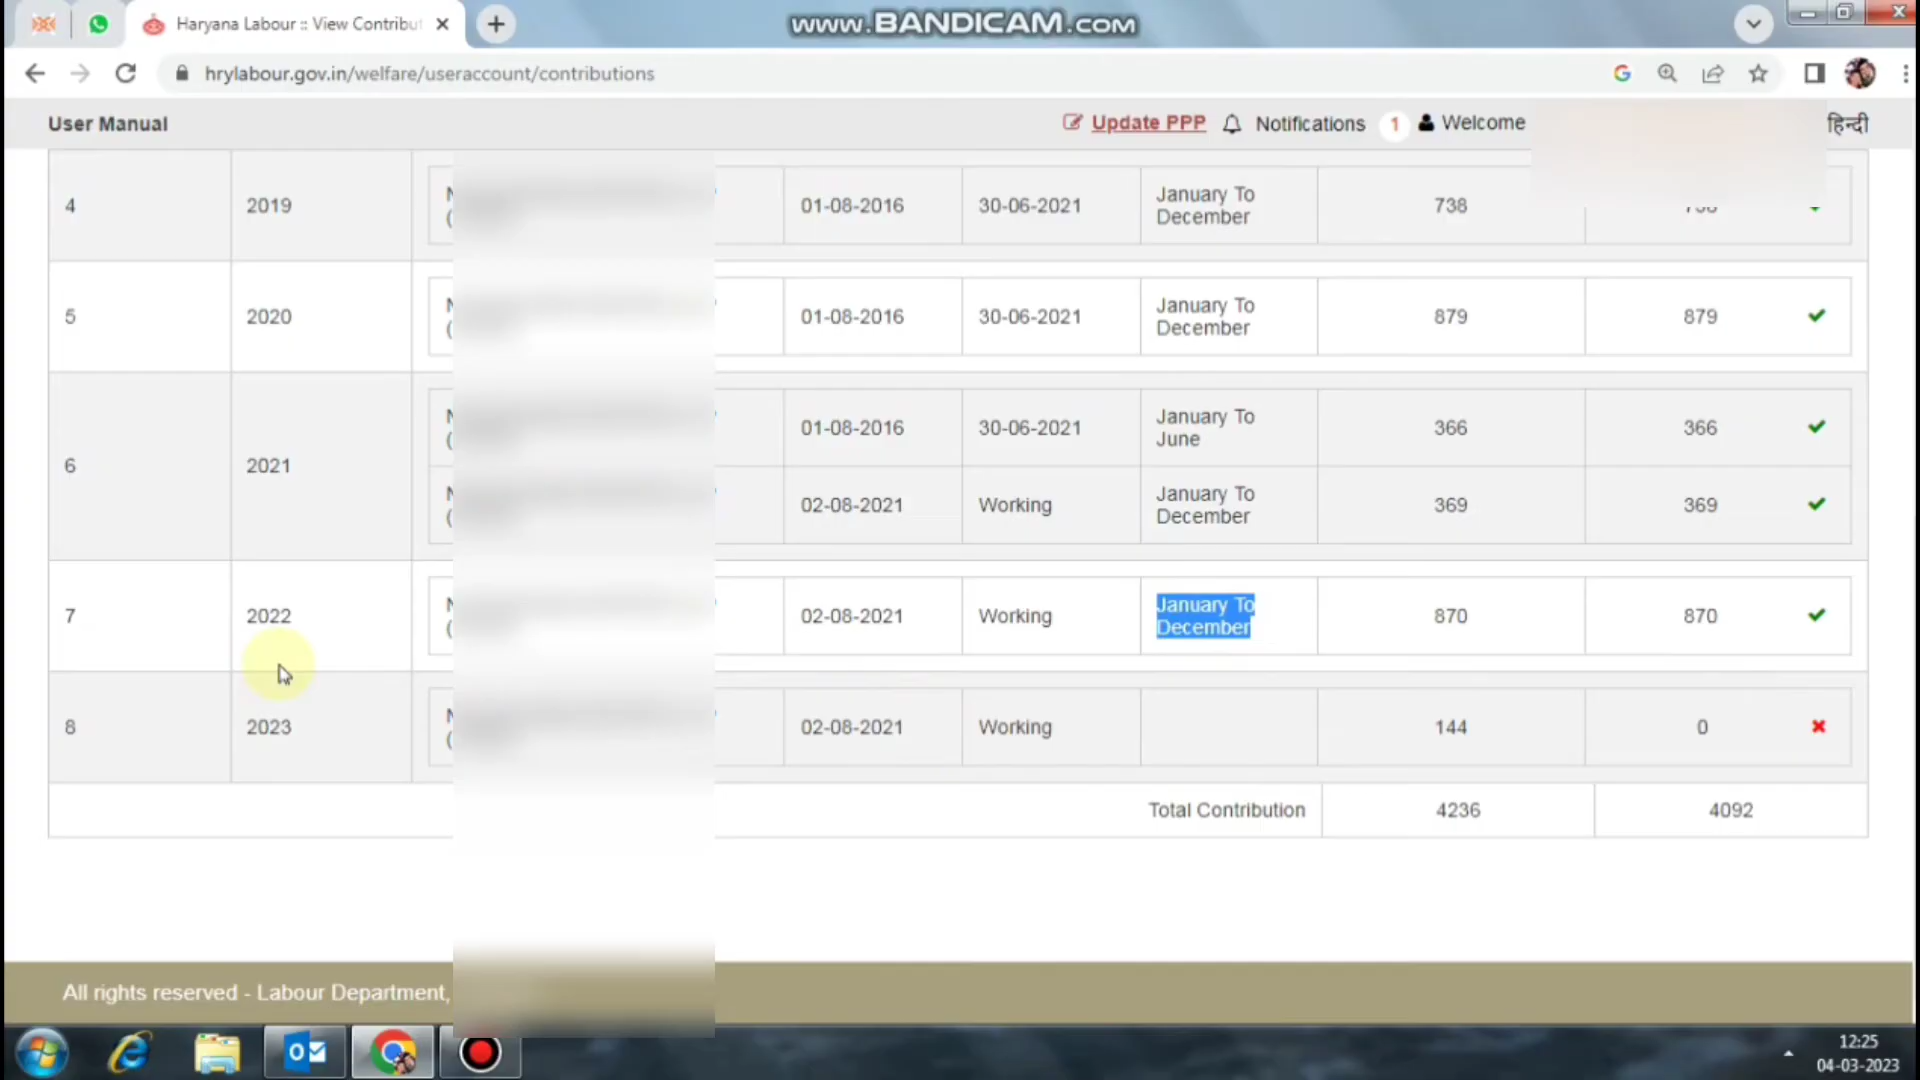 www.BANDICAM.com
Haryana Labour :: View Contribut
hrylabour.gov.in/welfare/useraccount/contributions
User Manual
Update PPP
Notifications
1
Welcome
हिन्दी
4
2019
01-08-2016
30-06-2021
January To
December
738
5
2020
01-08-2016
30-06-2021
January To
December
879
879
6
2021
01-08-2016
30-06-2021
January To
June
366
366
02-08-2021
Working
January To
December
369
369
7
2022
02-08-2021
Working
January To
December
870
870
8
2023
02-08-2021
Working
144
0
Total Contribution
4236
4092
All rights reserved - Labour Department,
12:25
04-03-2023